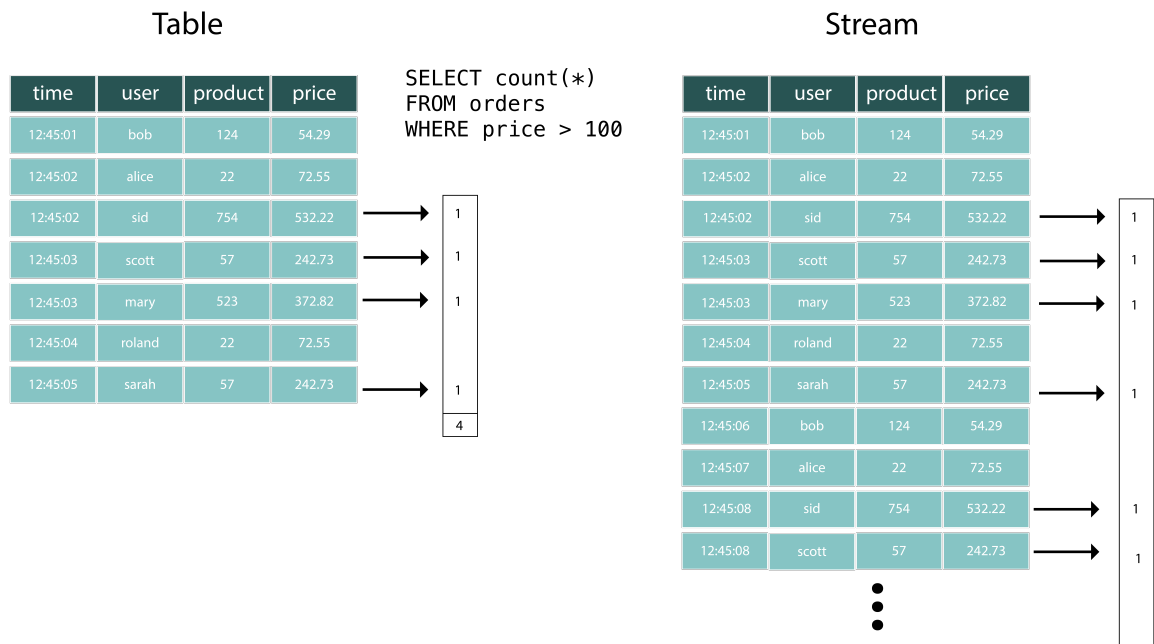 Table
time user product price
12:45:01 bob 124 54.29
12:45:02 alice 22 72.55
12:45:02 sid 754 532.22
12:45:03 scott 57 242.73
12:45:03 mary 523 372.82
12:45:04 roland 22 72.55
12:45:05 sarah 57 242.73
SELECT count(*)
FROM orders
WHERE price > 100
1
1
1
1
4
Stream
time user product price
12:45:01 bob 124 54.29
12:45:02 alice 22 72.55
12:45:02 sid 754 532.22
12:45:03 scott 57 242.73
12:45:03 mary 523 372.82
12:45:04 roland 22 72.55
12:45:05 sarah 57 242.73
12:45:06 bob 124 54.29
12:45:07 alice 22 72.55
12:45:08 sid 754 532.22
12:45:08 scott 57 242.73
1
1
1
1
1
1